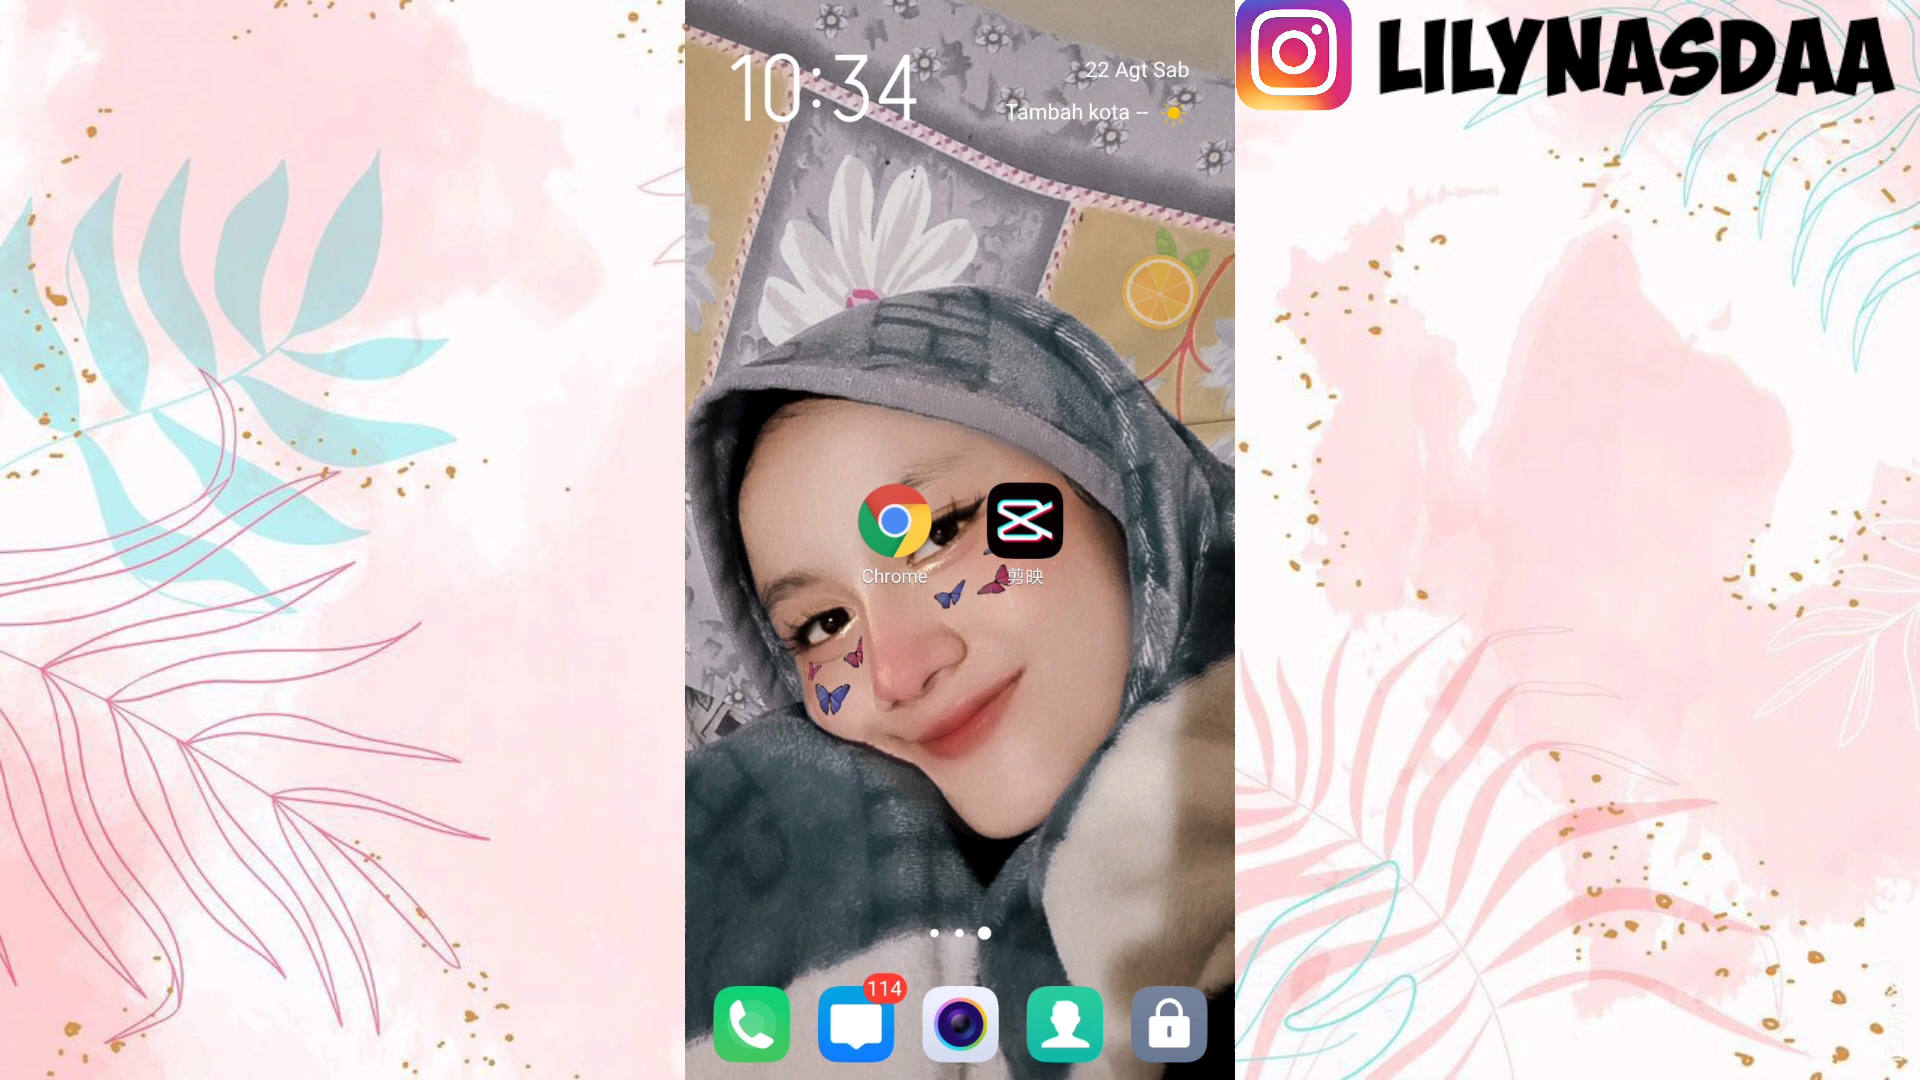 LILYNASDAA
10:34
22 Agt Sab
Tambah kota --
Chrome
剪映
114